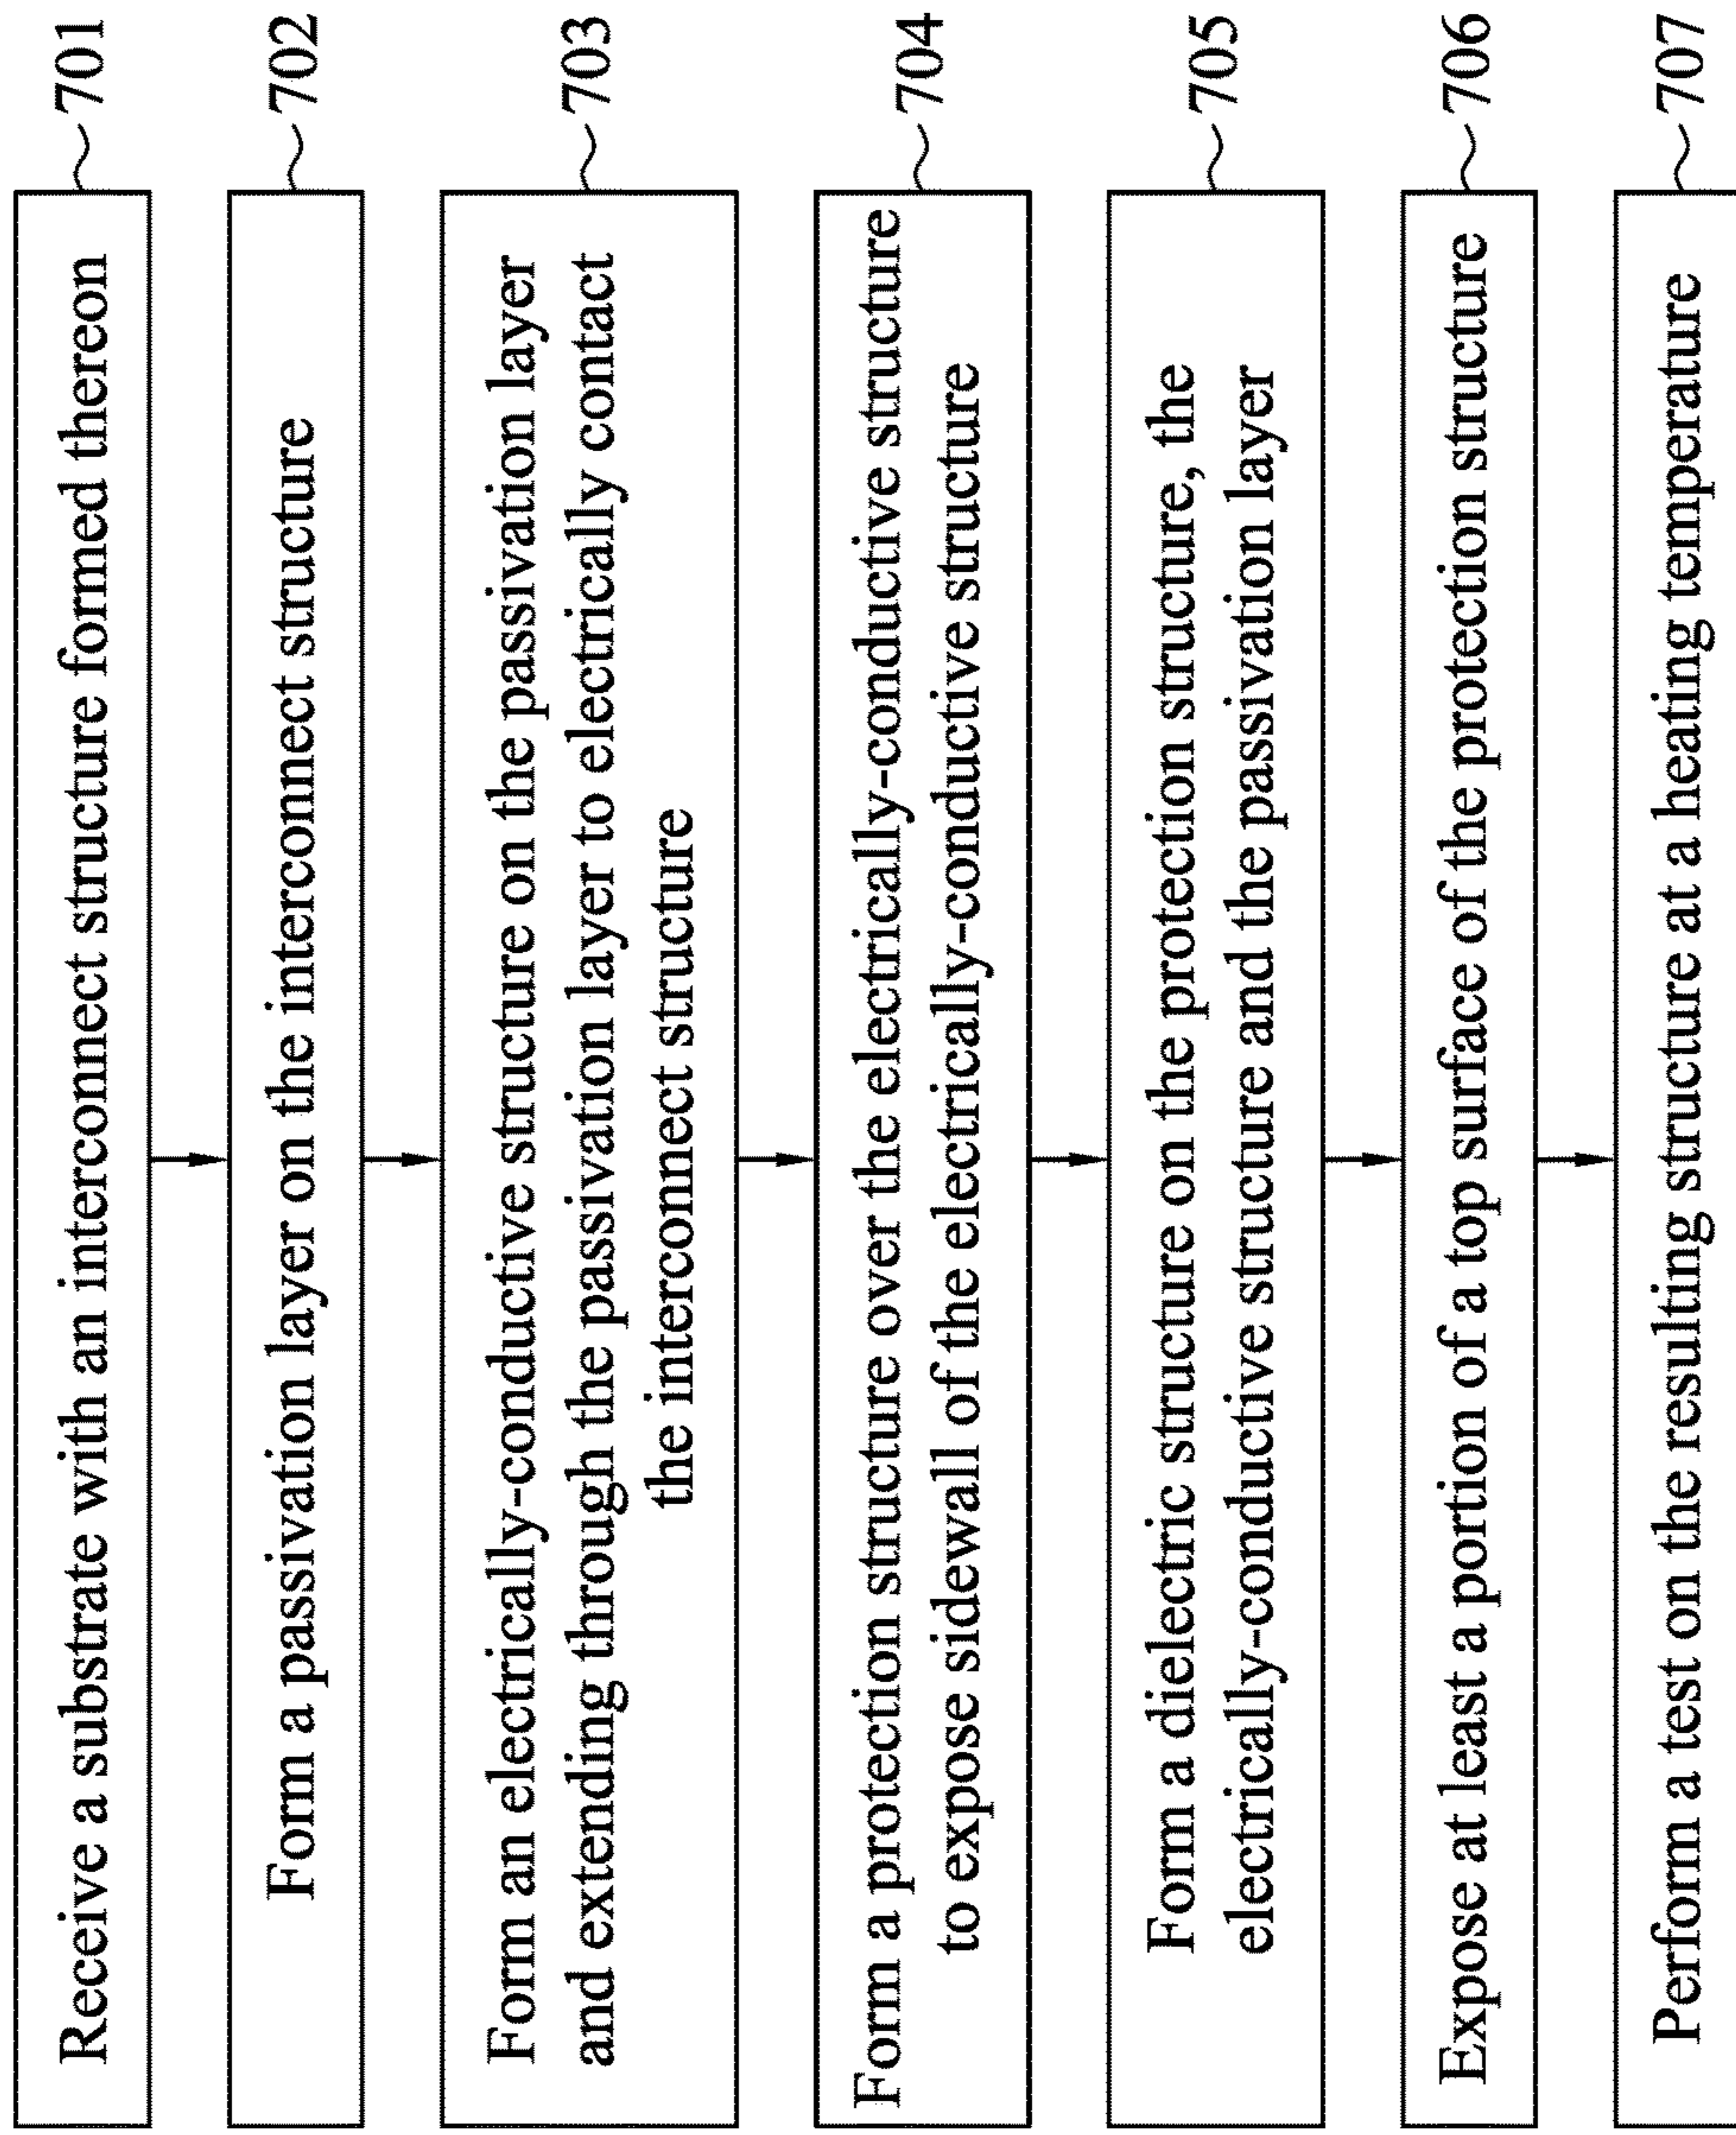 Receive a substrate with an interconnect structure formed thereon
701
Form a passivation layer on the interconnect structure
702
Form an electrically-conductive structure on the passivation layer
and extending through the passivation layer to electrically contact
the interconnect structure
703
Form a protection structure over the electrically-conductive structure
to expose sidewall of the electrically-conductive structure
704
Form a dielectric structure on the protection structure, the
electrically-conductive structure and the passivation layer
705
Expose at least a portion of a top surface of the protection structure
706
Perform a test on the resulting structure at a heating temperature
707